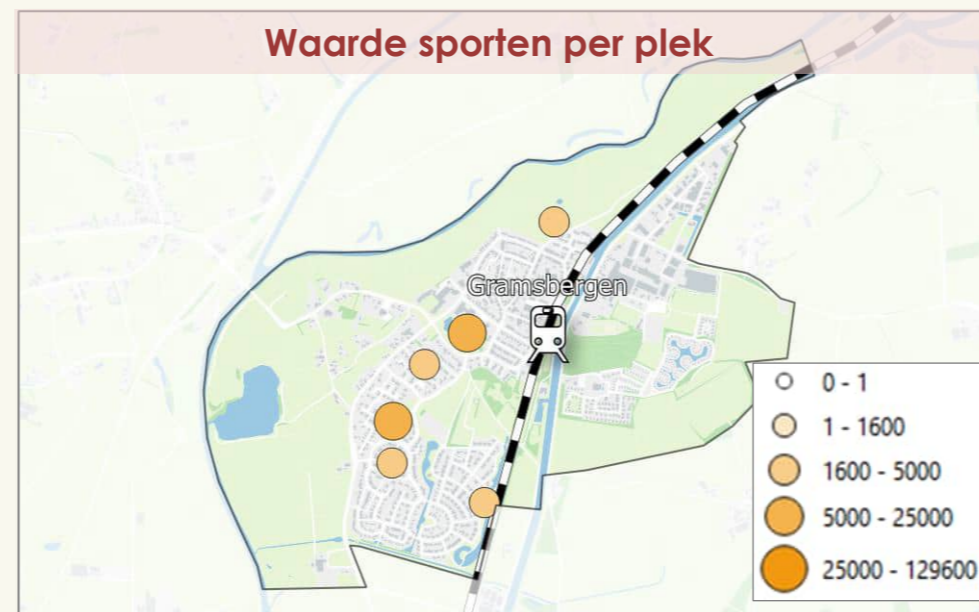 Waarde sporten per plek
Gramsbergen
0 - 1
1 - 1600
1600 - 5000
5000 - 25000
25000 - 129600